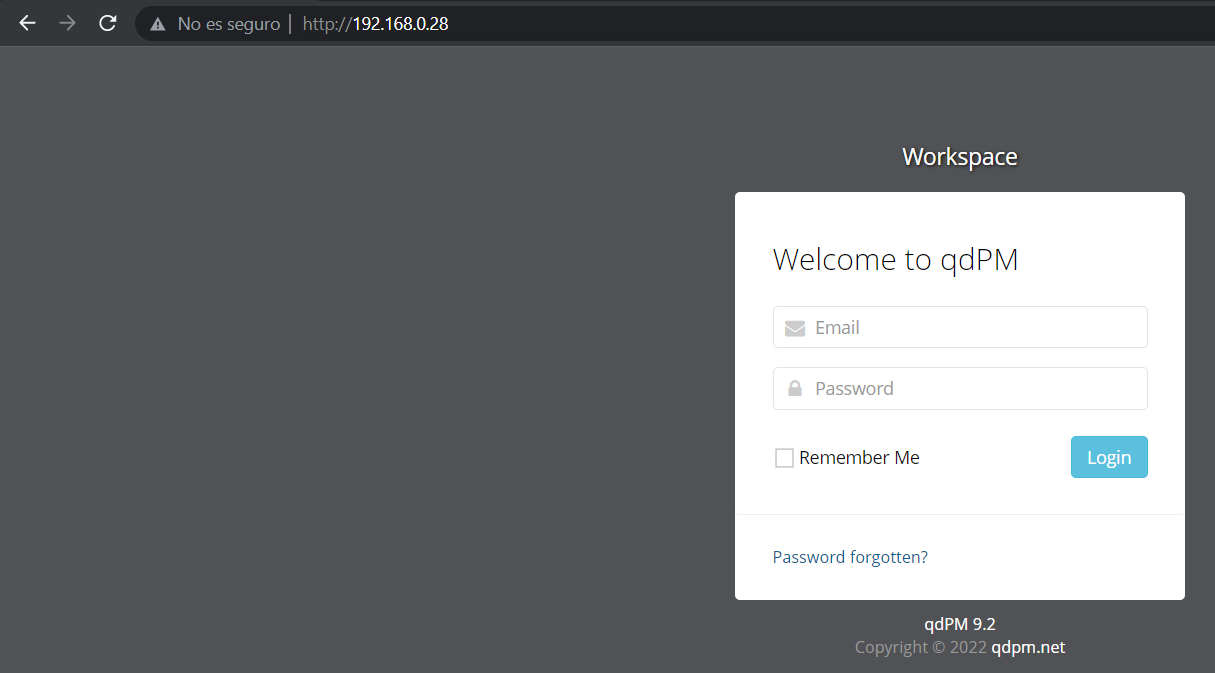 No es seguro | http://192.168.0.28
Workspace
Welcome to qdPM
Email
Password
Remember Me
Login
Password forgotten?
qdPM 9.2
Copyright © 2022 qdpm.net